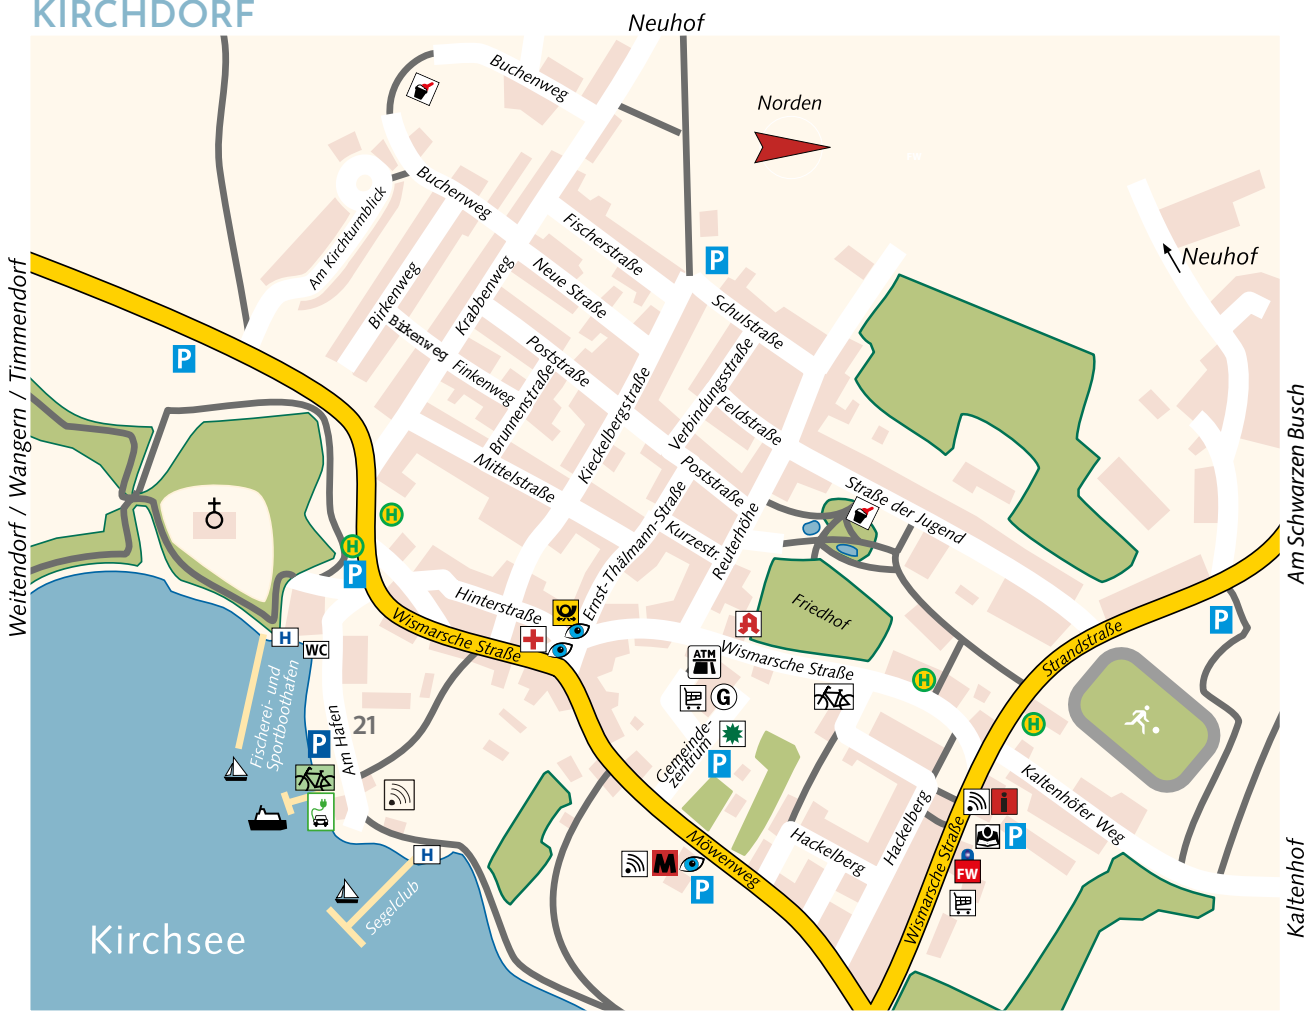 KIRCHDORF
Neuhof
Norden
Neuhof
Buchenweg
Buchenweg
Am Kirchturmblick
Birkenweg
Birkenweg
Krabbenweg
Finkenweg
Fischerstraße
Neue Straße
Poststraße
Brunnenstraße
Mittelstraße
Kieckelbergstraße
Schulstraße
Verbindungsstraße
Feldstraße
Poststraße
Kurzestr.
Ernst-Thälmann-Straße
Reuterhöhe
Straße der Jugend
Friedhof
Hinterstraße
Wismarsche Straße
Wismarsche Straße
Strandstraße
Weitendorf / Wangern / Timmendorf
Am Schwarzen Busch
Kaltenhof
P
P
P
P
P
P
P
P
P
H
H
H
H
H
H
WC
ATM
G
Fischerei- und
Sportboothafen
Am Hafen
21
Gemeinde-
zentrum
Möwenweg
M
Hackelberg
Hackelberg
Wismarsche Straße
Kaltenhöfer Weg
i
FW
A
Segelclub
Kirchsee